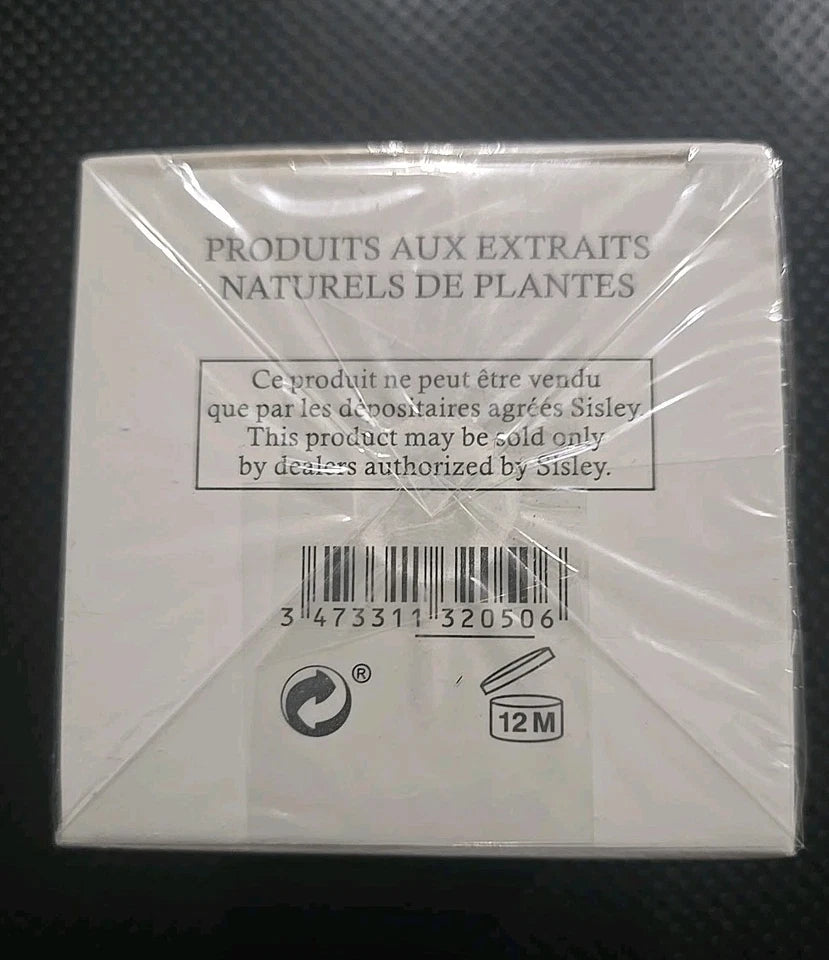 PRODUITS AUX EXTRAITS
NATURELS DE PLANTES
Ce produit ne peut être vendu
que par les dépositaires agréés Sisley.
This product may be sold only
by dealers authorized by Sisley.
3 473311 320506
®
12 M